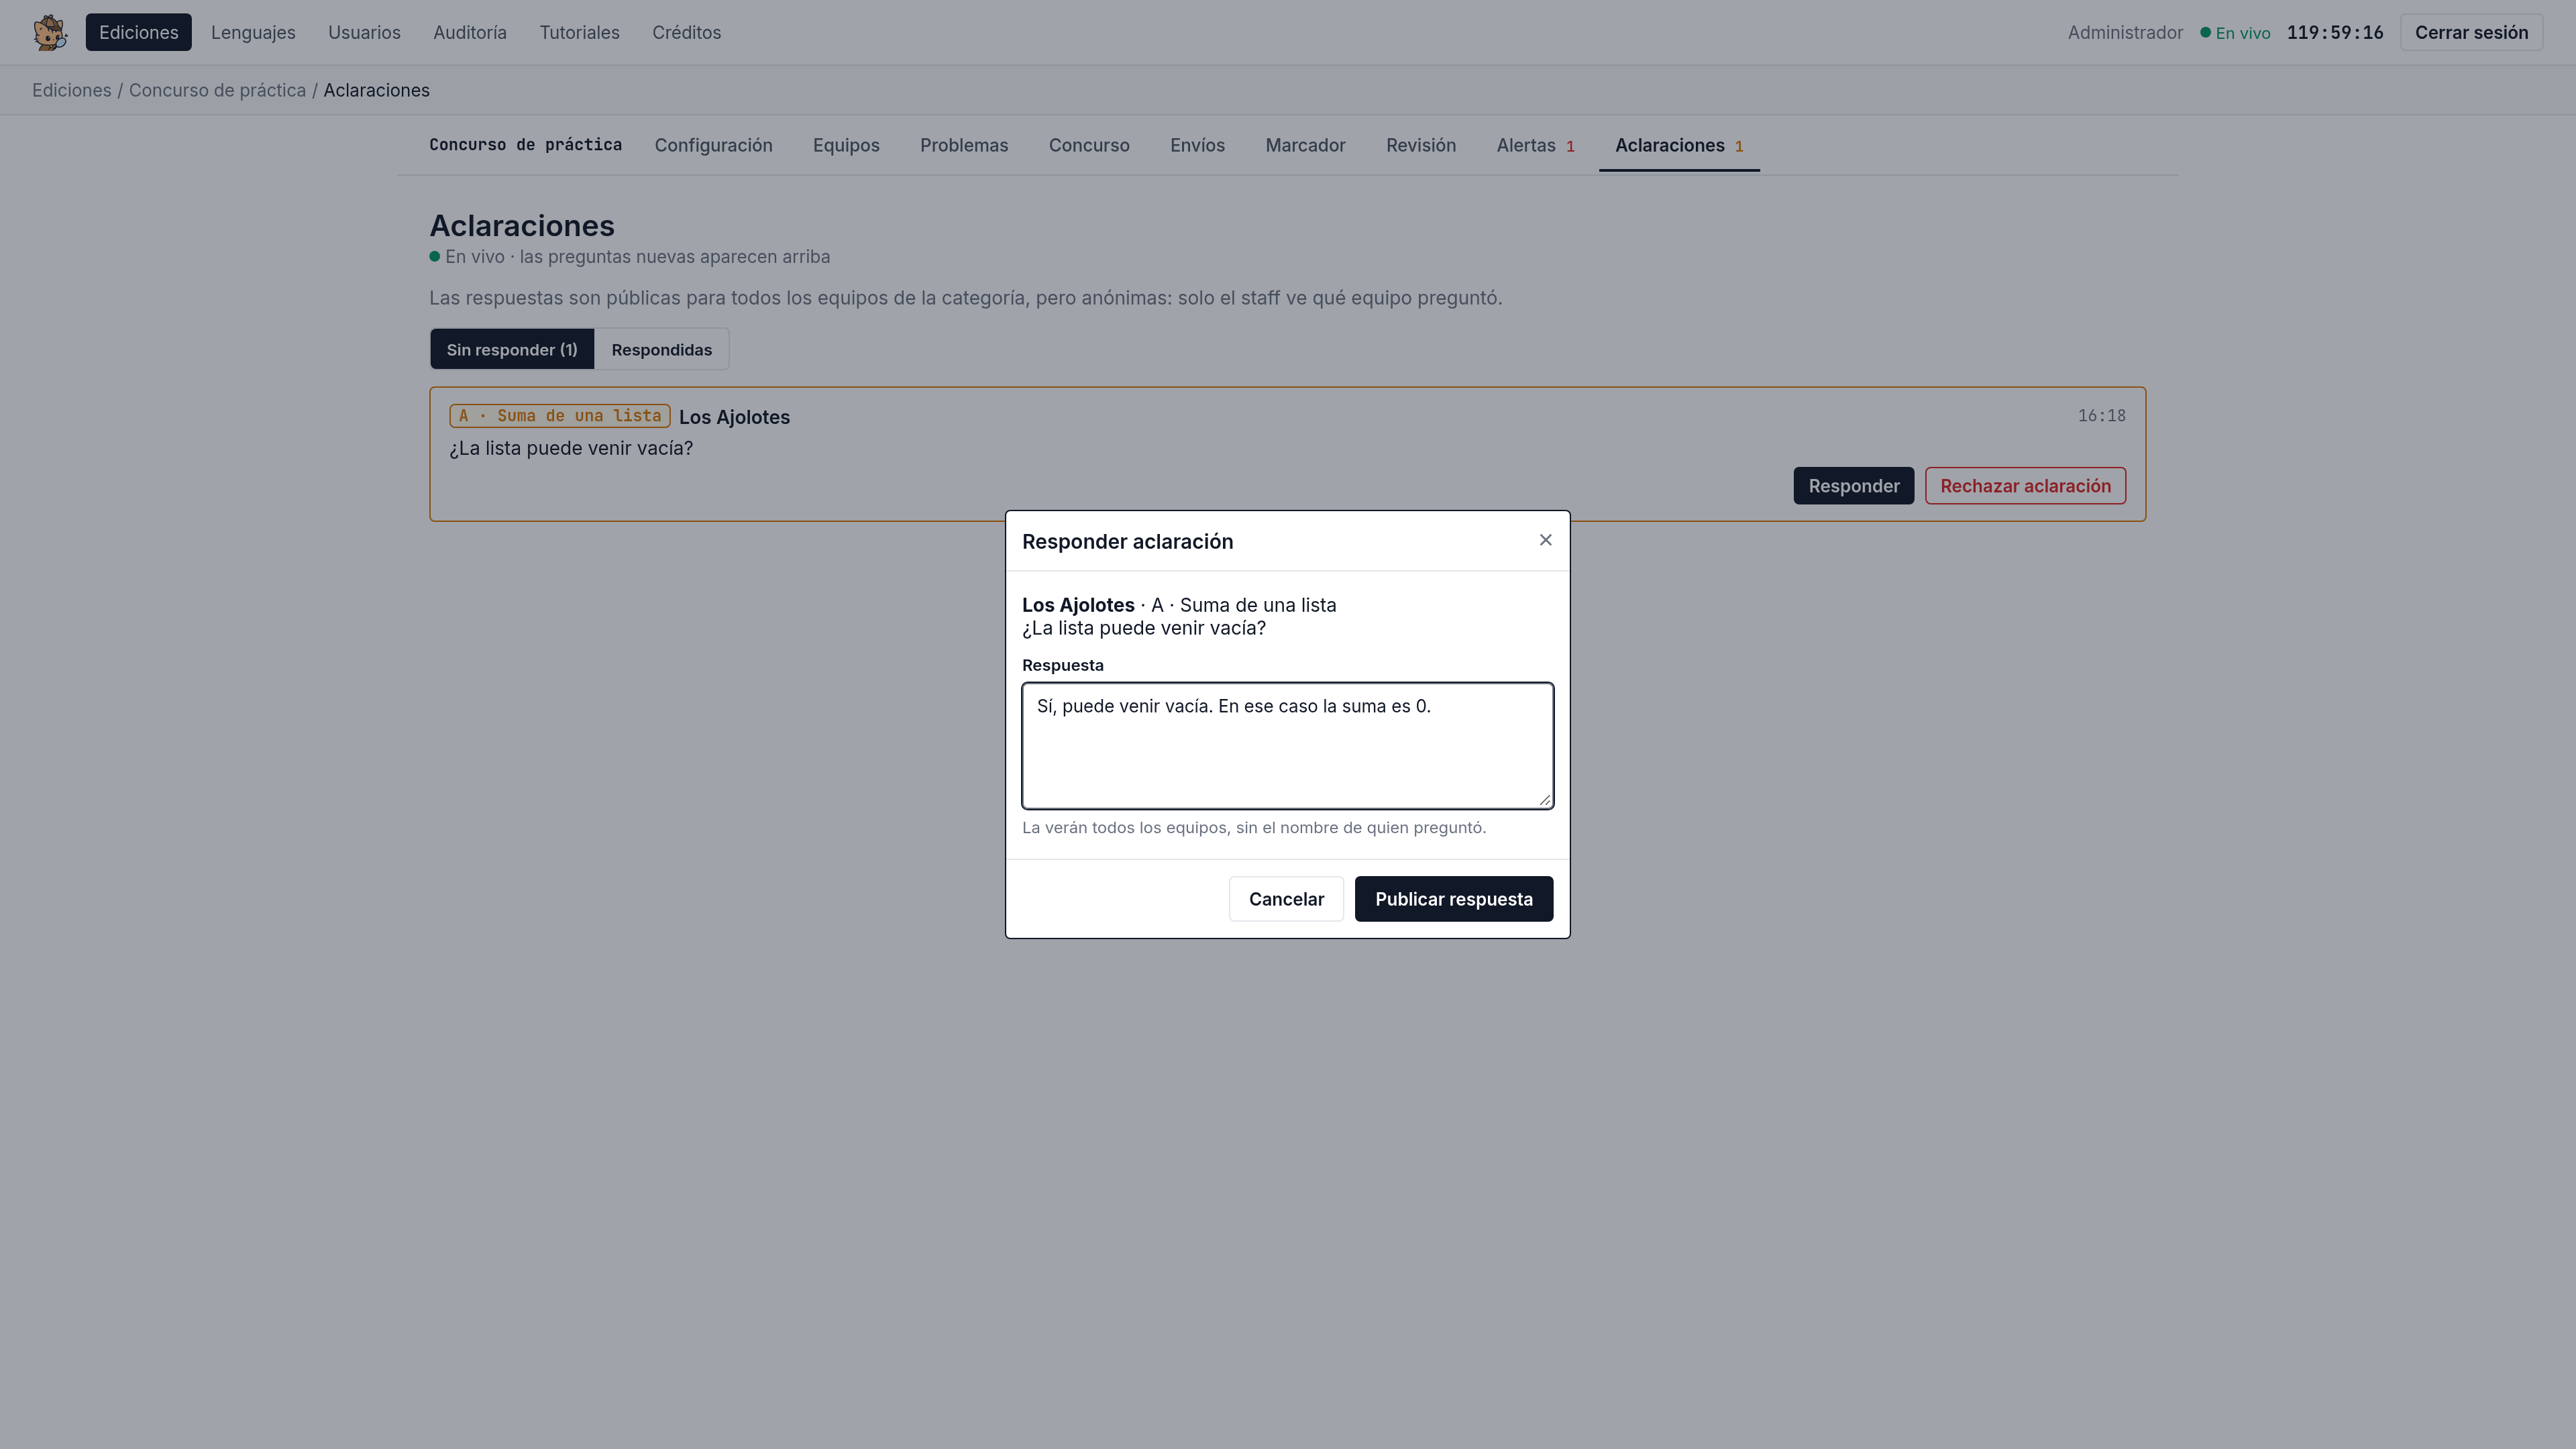 Ediciones Lenguajes Usuarios Auditoría Tutoriales Créditos Administrador En vivo 119:59:16 Cerrar sesión
Ediciones / Concurso de práctica / Aclaraciones
Concurso de práctica Configuración Equipos Problemas Concurso Envíos Marcador Revisión Alertas 1 Aclaraciones 1
Aclaraciones
En vivo · las preguntas nuevas aparecen arriba
Las respuestas son públicas para todos los equipos de la categoría, pero anónimas: solo el staff ve qué equipo preguntó.
Sin responder (1) Respondidas
A · Suma de una lista Los Ajolotes 16:18
¿La lista puede venir vacía?
Responder Rechazar aclaración
Responder aclaración ×
Los Ajolotes · A · Suma de una lista
¿La lista puede venir vacía?
Respuesta
Sí, puede venir vacía. En ese caso la suma es 0.
La verán todos los equipos, sin el nombre de quien preguntó.
Cancelar Publicar respuesta